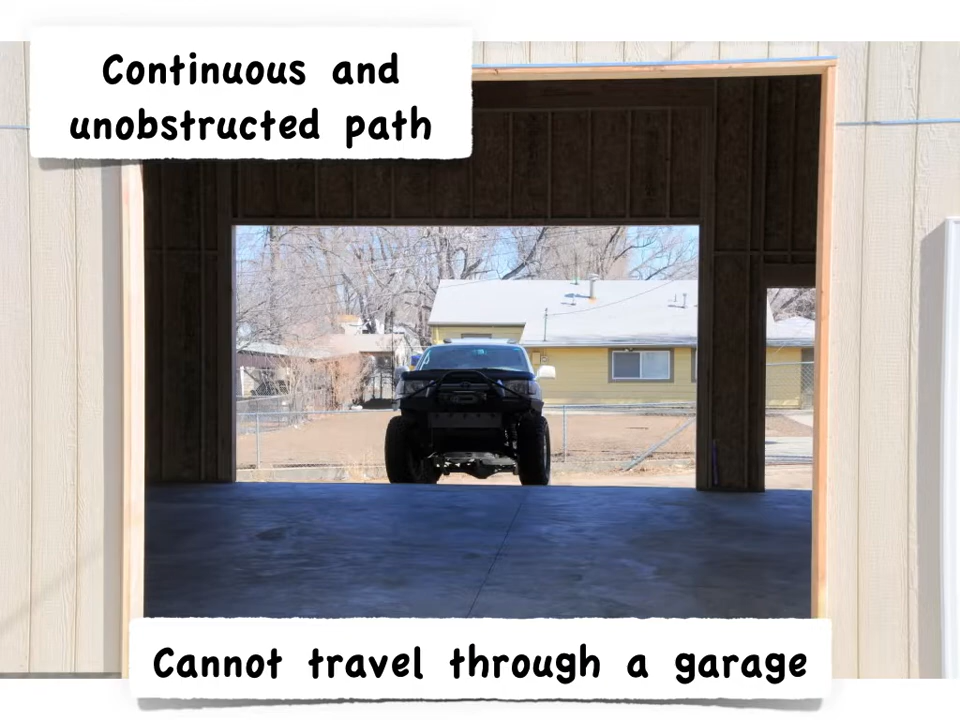 Continuous and
unobstructed path
Cannot travel through a garage